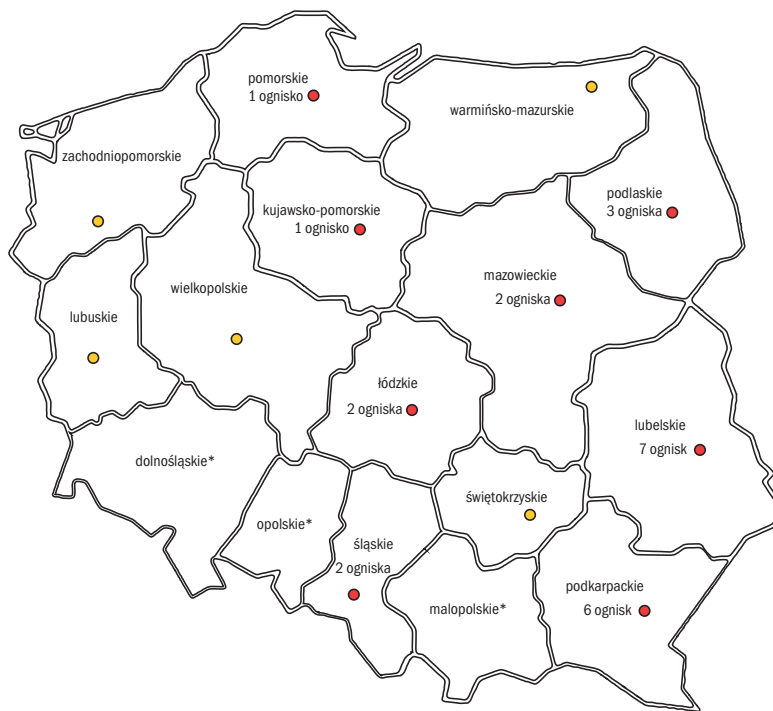 pomorskie
1 ognisko
warmińsko-mazurskie
zachodniopomorskie
podlaskie
3 ogniska
kujawsko-pomorskie
1 ognisko
mazowieckie
2 ogniska
wielkopolskie
lubuskie
łódzkie
2 ogniska
lubelskie
7 ognisk
dolnośląskie*
świętokrzyskie
opolskie*
śląskie
2 ogniska
malopolskie*
podkarpackie
6 ognisk